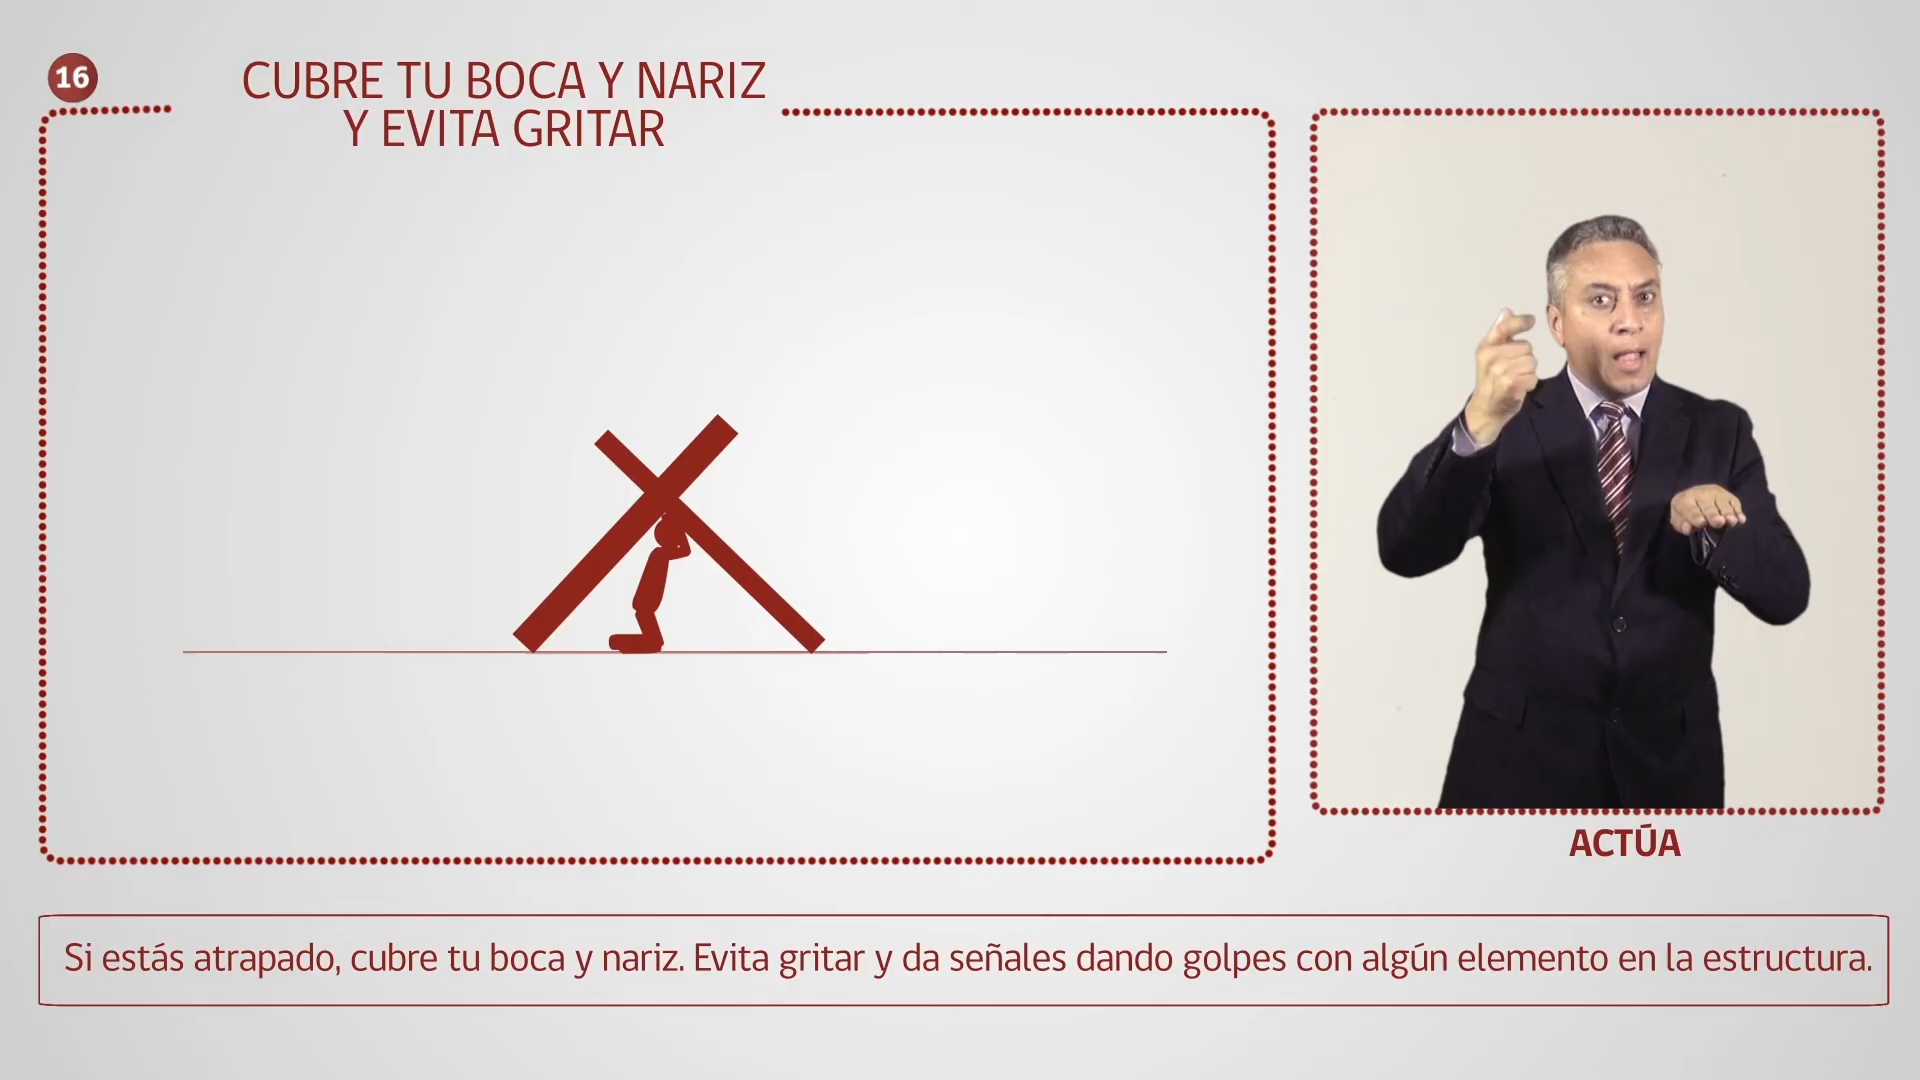 16
CUBRE TU BOCA Y NARIZ
Y EVITA GRITAR
ACTÚA
Si estás atrapado, cubre tu boca y nariz. Evita gritar y da señales dando golpes con algún elemento en la estructura.